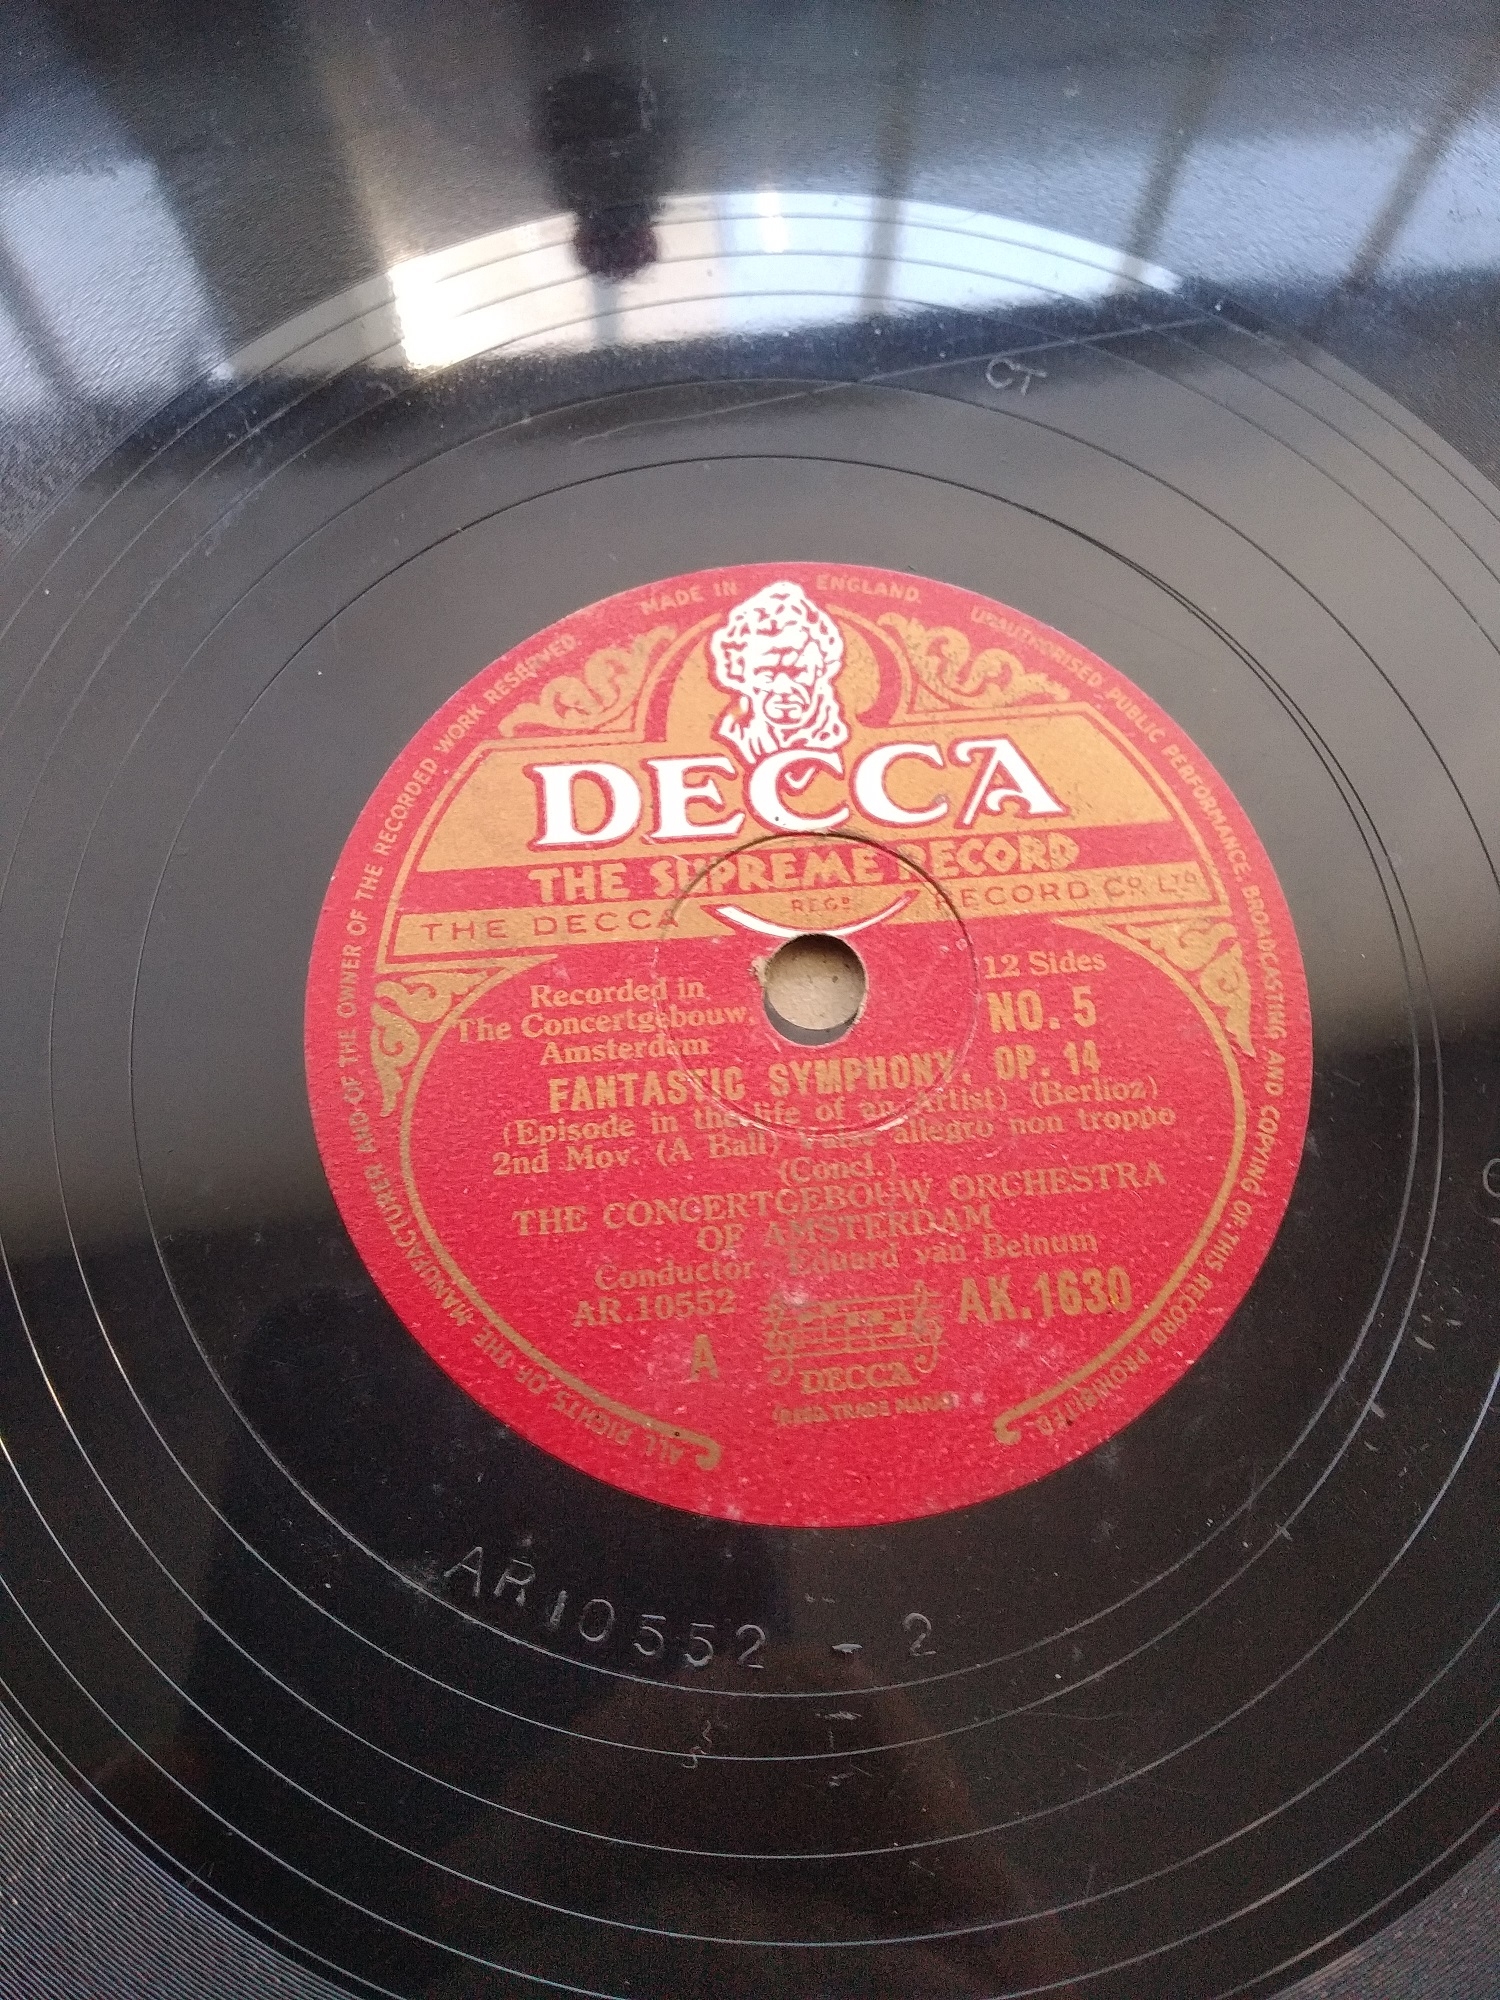 CT
ALL RIGHTS OF THE MANUFACTURER AND OF THE OWNER OF THE RECORDED WORK RESERVED.
MADE IN ENGLAND.
UNAUTHORISED PUBLIC PERFORMANCE, BROADCASTING AND COPYING OF THIS RECORD PROHIBITED
DECCA
THE SUPREME RECORD
THE DECCA REGD RECORD CO. LTD
Recorded in
The Concertgebouw,
Amsterdam
12 Sides
NO. 5
FANTASTIC SYMPHONY, OP. 14
(Episode in the life of an Artist) (Berlioz)
2nd Mov. (A Ball) Valse allegro non troppo
(Concl.)
THE CONCERTGEBOUW ORCHESTRA
OF AMSTERDAM
Conductor: Eduard van Beinum
AR.10552
A
AK.1630
DECCA
(REGD. TRADE MARK)
AR10552 - 2